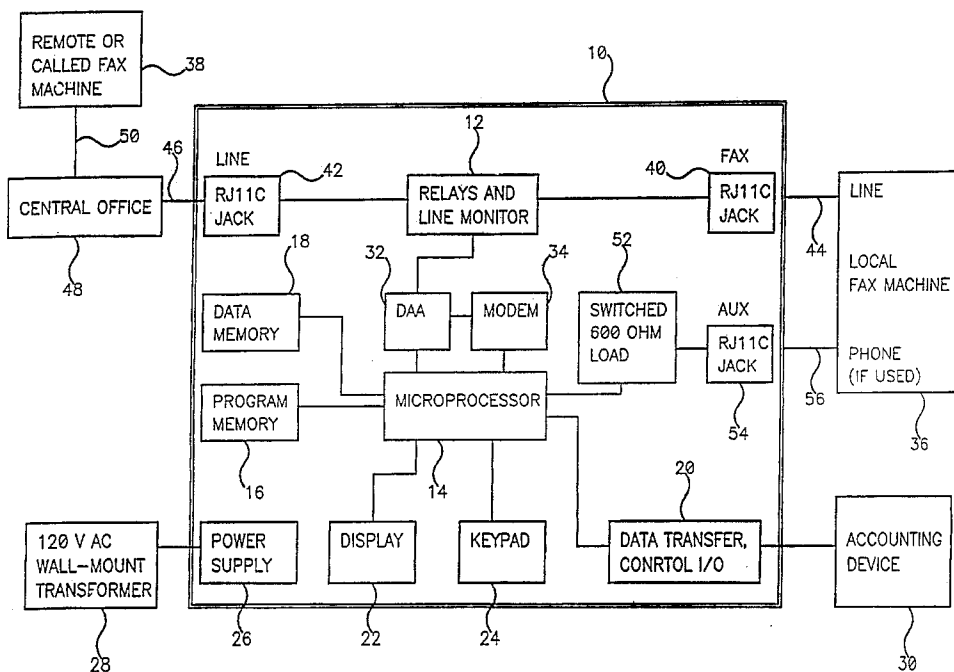 REMOTE OR
CALLED FAX
MACHINE
38
10
50
12
46
LINE
42
FAX
40
CENTRAL OFFICE
RJ11C
JACK
RELAYS AND
LINE MONITOR
RJ11C
JACK
LINE
44
48
18
32
34
52
LOCAL
FAX MACHINE
DATA
MEMORY
DAA
MODEM
SWITCHED
600 OHM
LOAD
AUX
RJ11C
JACK
PHONE
(IF USED)
56
PROGRAM
MEMORY
MICROPROCESSOR
54
36
16
14
20
120 V AC
WALL-MOUNT
TRANSFORMER
POWER
SUPPLY
DISPLAY
KEYPAD
DATA TRANSFER,
CONRTOL I/O
ACCOUNTING
DEVICE
28
26
22
24
30